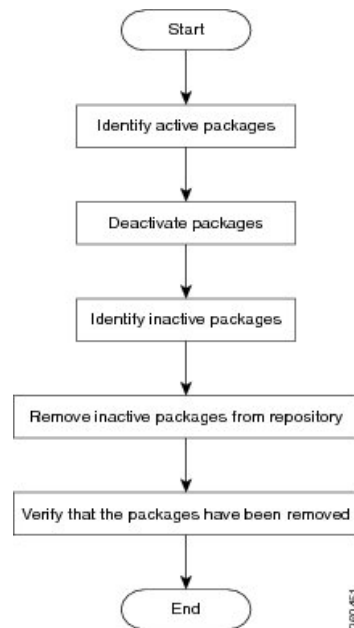 Start
Identify active packages
Deactivate packages
Identify inactive packages
Remove inactive packages from repository
Verify that the packages have been removed
End